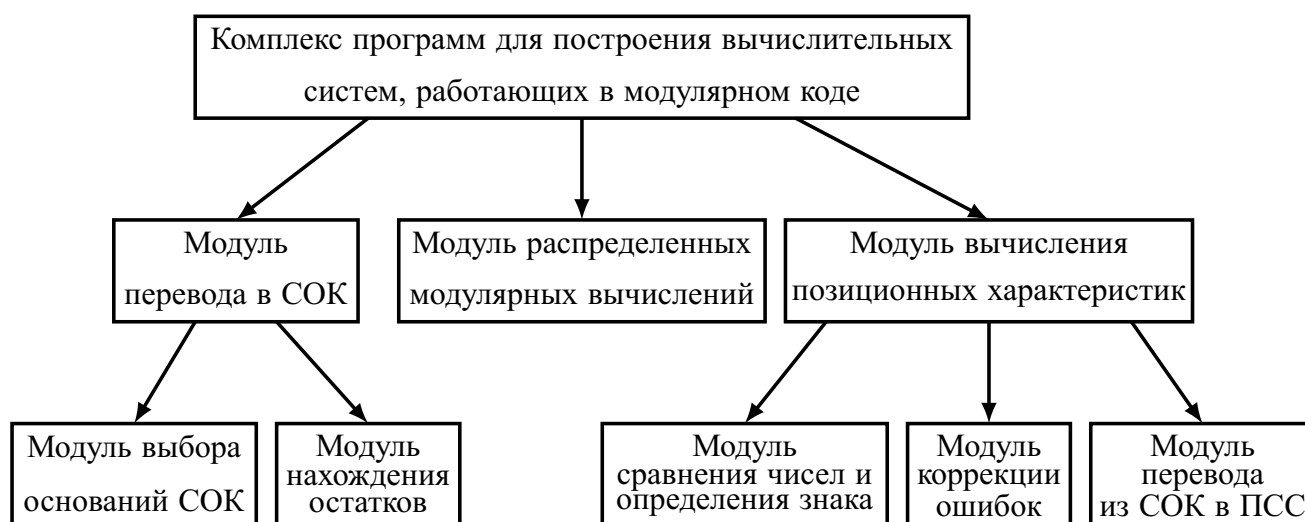 Комплекс программ для построения вычислительных
систем, работающих в модулярном коде
Модуль
перевода в СОК
Модуль распределенных
модулярных вычислений
Модуль вычисления
позиционных характеристик
Модуль выбора
оснований СОК
Модуль
нахождения
остатков
Модуль
сравнения чисел и
определения знака
Модуль
коррекции
ошибок
Модуль
перевода
из СОК в ПСС